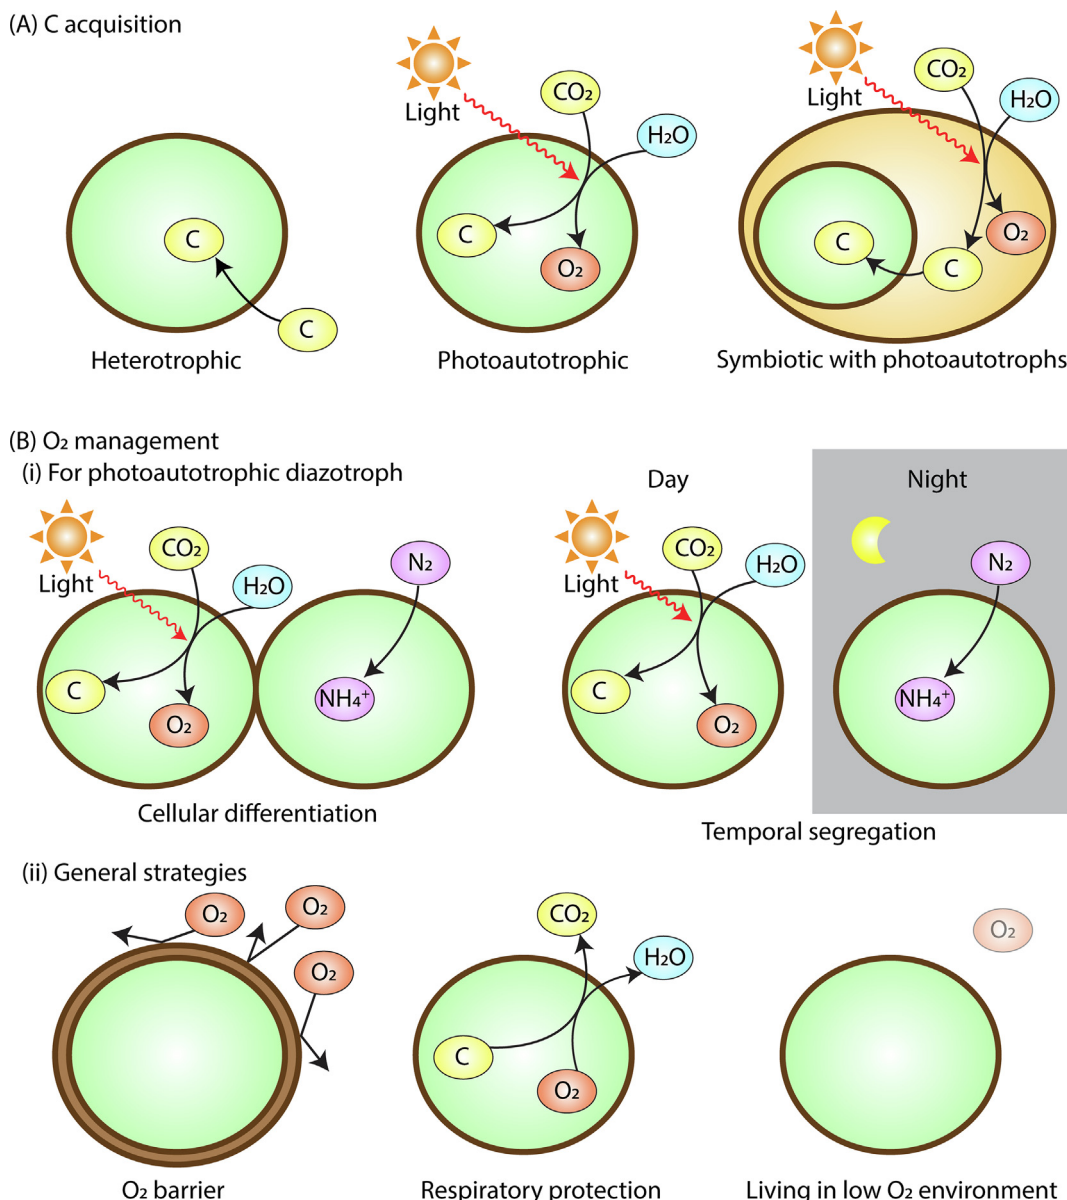 (A) C acquisition
Light
CO₂
H₂O
C
O₂
Light
CO₂
H₂O
C
C
O₂
C
C
Heterotrophic
Photoautotrophic
Symbiotic with photoautotrophs
(B) O₂ management
(i) For photoautotrophic diazotroph
Light
CO₂
H₂O
N₂
C
O₂
NH₄⁺
Cellular differentiation
Day
Night
Light
CO₂
H₂O
N₂
C
O₂
NH₄⁺
Temporal segregation
(ii) General strategies
O₂
O₂
O₂
O₂ barrier
CO₂
H₂O
C
O₂
Respiratory protection
O₂
Living in low O₂ environment